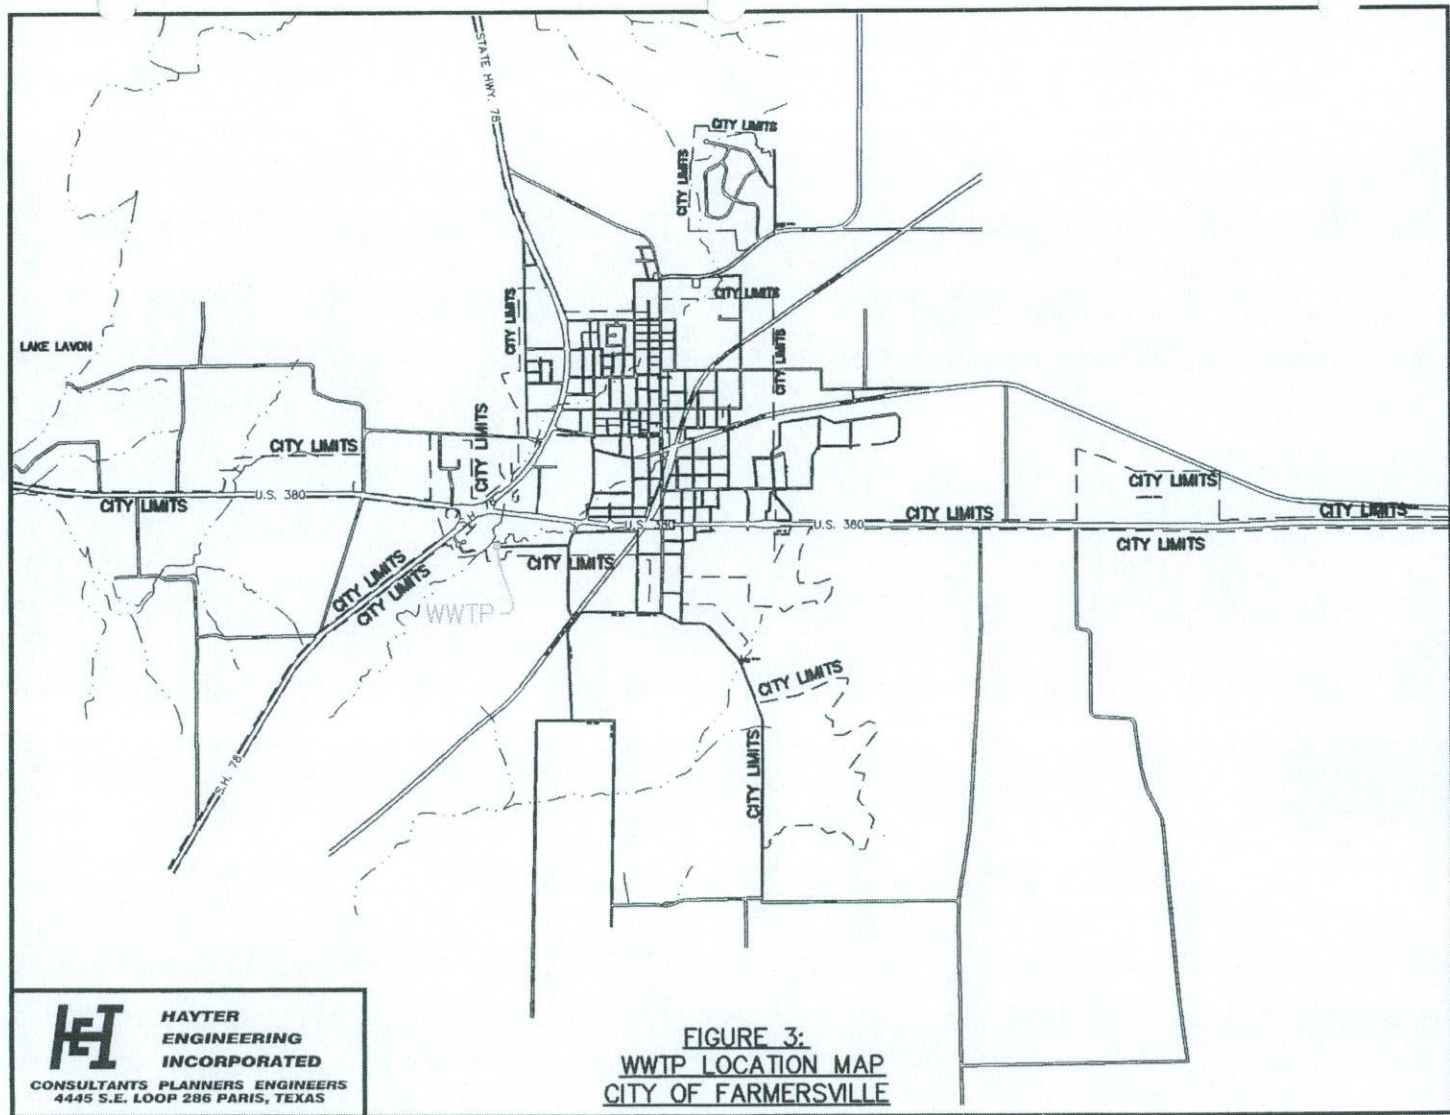 STATE HWY. 78
CITY LIMITS
CITY LIMITS
CITY LIMITS
CITY LIMITS
CITY LIMITS
LAKE LAVON
CITY LIMITS
CITY LIMITS
CITY LIMITS
U.S. 380
CITY LIMITS
U.S. 380
U.S. 380
CITY LIMITS
CITY LIMITS
CITY LIMITS
CITY LIMITS
CITY LIMITS
CITY LIMITS
CITY LIMITS
WWTP
CITY LIMITS
CITY LIMITS
S.H. 78
HEI
HAYTER
ENGINEERING
INCORPORATED
CONSULTANTS PLANNERS ENGINEERS
4445 S.E. LOOP 286 PARIS, TEXAS
FIGURE 3:
WWTP LOCATION MAP
CITY OF FARMERSVILLE